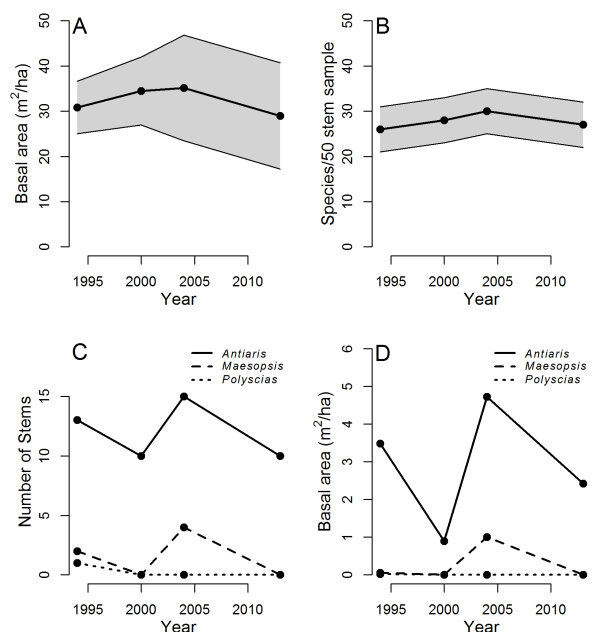 A
Basal area (m²/ha)
0 10 20 30 40 50
1995 2000 2005 2010
Year
B
Species/50 stem sample
0 10 20 30 40 50
1995 2000 2005 2010
Year
C
Antiaris
Maesopsis
Polyscias
Number of Stems
0 5 10 15
1995 2000 2005 2010
Year
D
Antiaris
Maesopsis
Polyscias
Basal area (m²/ha)
0 1 2 3 4 5 6
1995 2000 2005 2010
Year